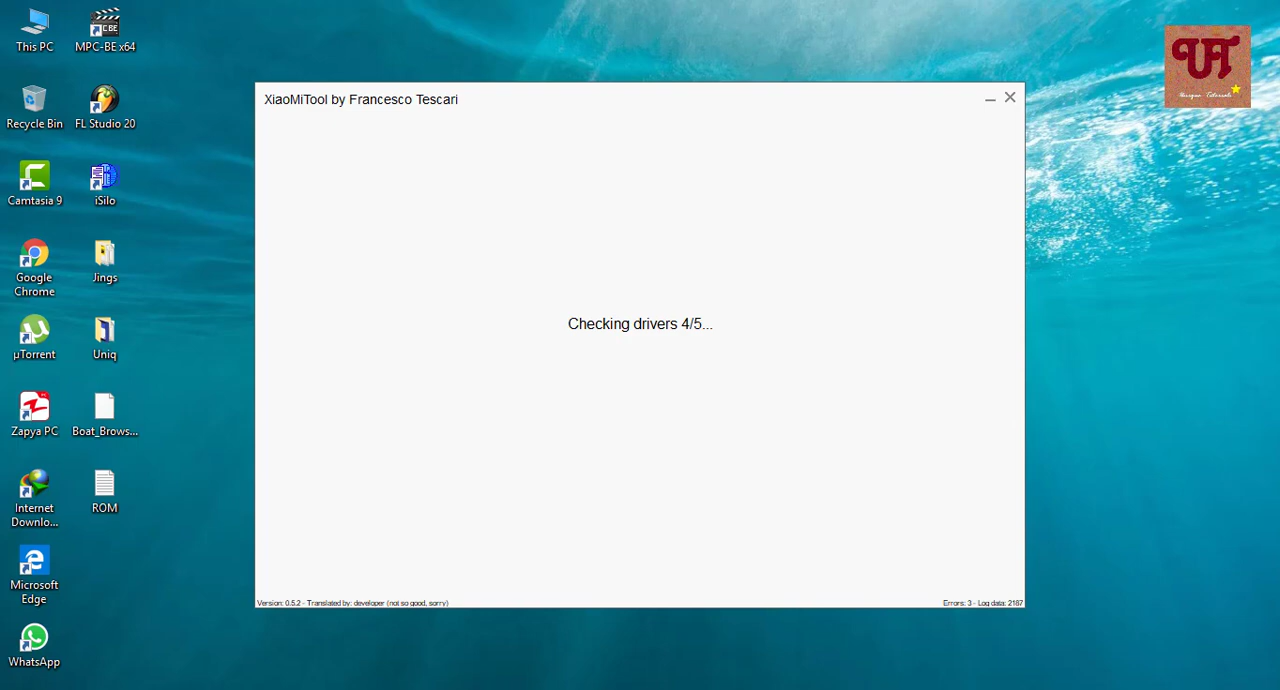 This PC
MPC-BE x64
Recycle Bin
FL Studio 20
Camtasia 9
iSilo
Google
Chrome
Jings
µTorrent
Uniq
Zapya PC
Boat_Brows...
Internet
Downlo...
ROM
Microsoft
Edge
WhatsApp
XiaoMiTool by Francesco Tescari
Checking drivers 4/5...
Version: 0.5.2 - Translated by: developer (not so good, sorry)
Errors: 3 - Log data: 2187